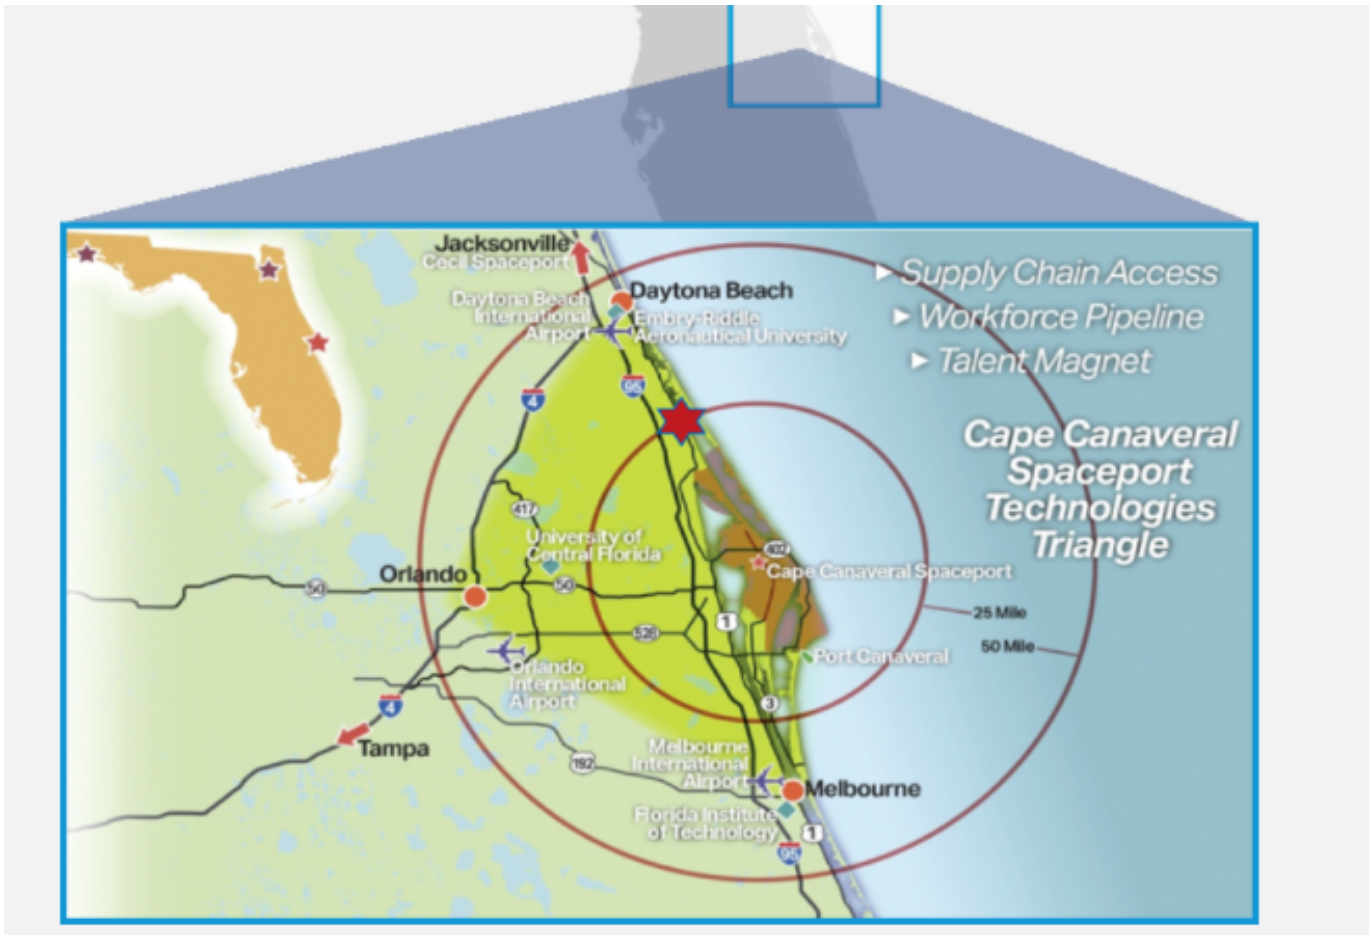 Jacksonville
Cecil Spaceport
Daytona Beach
International
Airport
Daytona Beach
Embry-Riddle
Aeronautical University
Supply Chain Access
Workforce Pipeline
Talent Magnet
4
95
Cape Canaveral
Spaceport
Technologies
Triangle
417
University of
Central Florida
402
Cape Canaveral Spaceport
Orlando
50
50
25 Mile
1
528
50 Mile
Port Canaveral
Orlando
International
Airport
4
3
Tampa
192
Melbourne
International
Airport
Melbourne
Florida Institute
of Technology
1
95